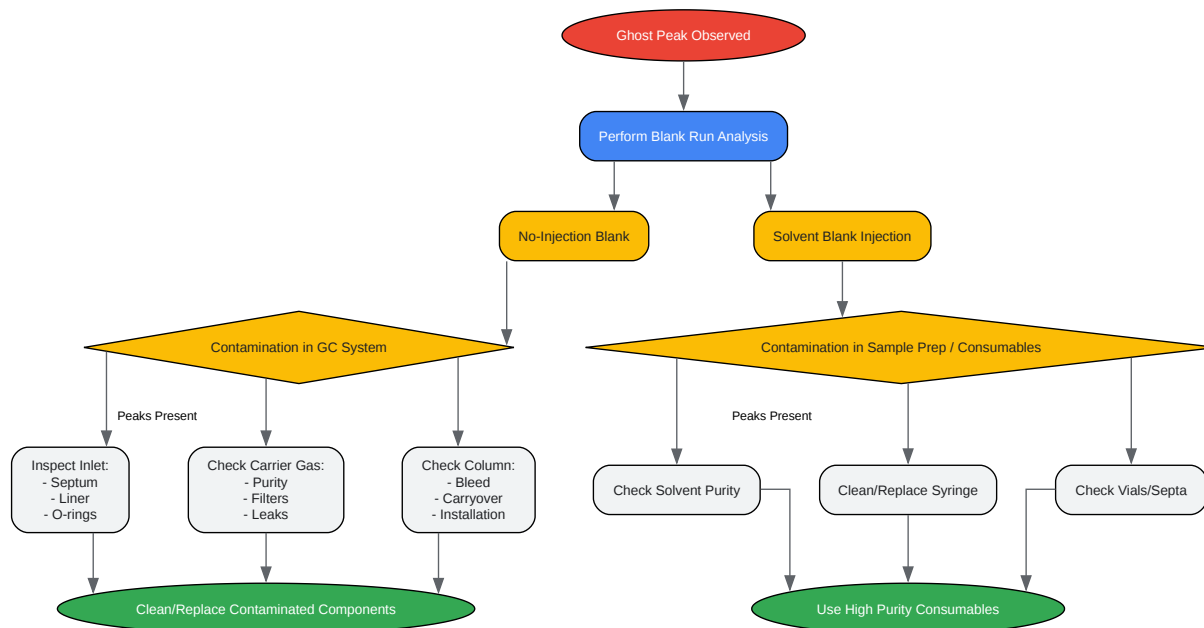 Ghost Peak Observed
Perform Blank Run Analysis
No-Injection Blank
Solvent Blank Injection
Contamination in GC System
Contamination in Sample Prep / Consumables
Peaks Present
Peaks Present
Inspect Inlet:
- Septum
- Liner
- O-rings
Check Carrier Gas:
- Purity
- Filters
- Leaks
Check Column:
- Bleed
- Carryover
- Installation
Check Solvent Purity
Clean/Replace Syringe
Check Vials/Septa
Clean/Replace Contaminated Components
Use High Purity Consumables